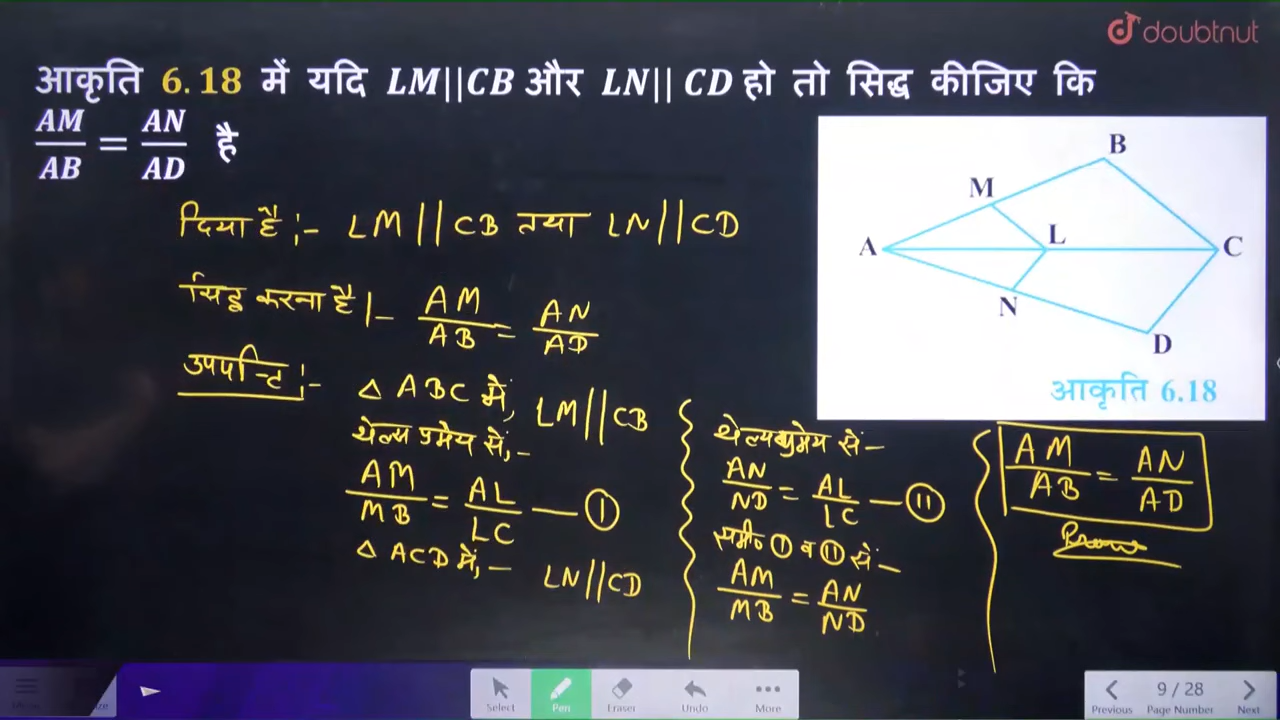 doubtnut
आकृति 6.18 में यदि LM||CB और LN|| CD हो तो सिद्ध कीजिए कि
AM/AB = AN/AD है
B
M
A
L
C
N
D
आकृति 6.18
दिया है :- LM||CB तथा LN||CD
सिद्ध करना है :- AM/AB = AN/AD
उपपत्ति :- △ABC में, LM||CB
थेल्स प्रमेय से,-
AM/MB = AL/LC — I
△ACD में,- LN||CD
थेल्स प्रमेय से-
AN/ND = AL/LC — II
समी० I व II से-
AM/MB = AN/ND
AM/AB = AN/AD
Select
Pen
Eraser
Undo
More
9 / 28
Previous
Page Number
Next